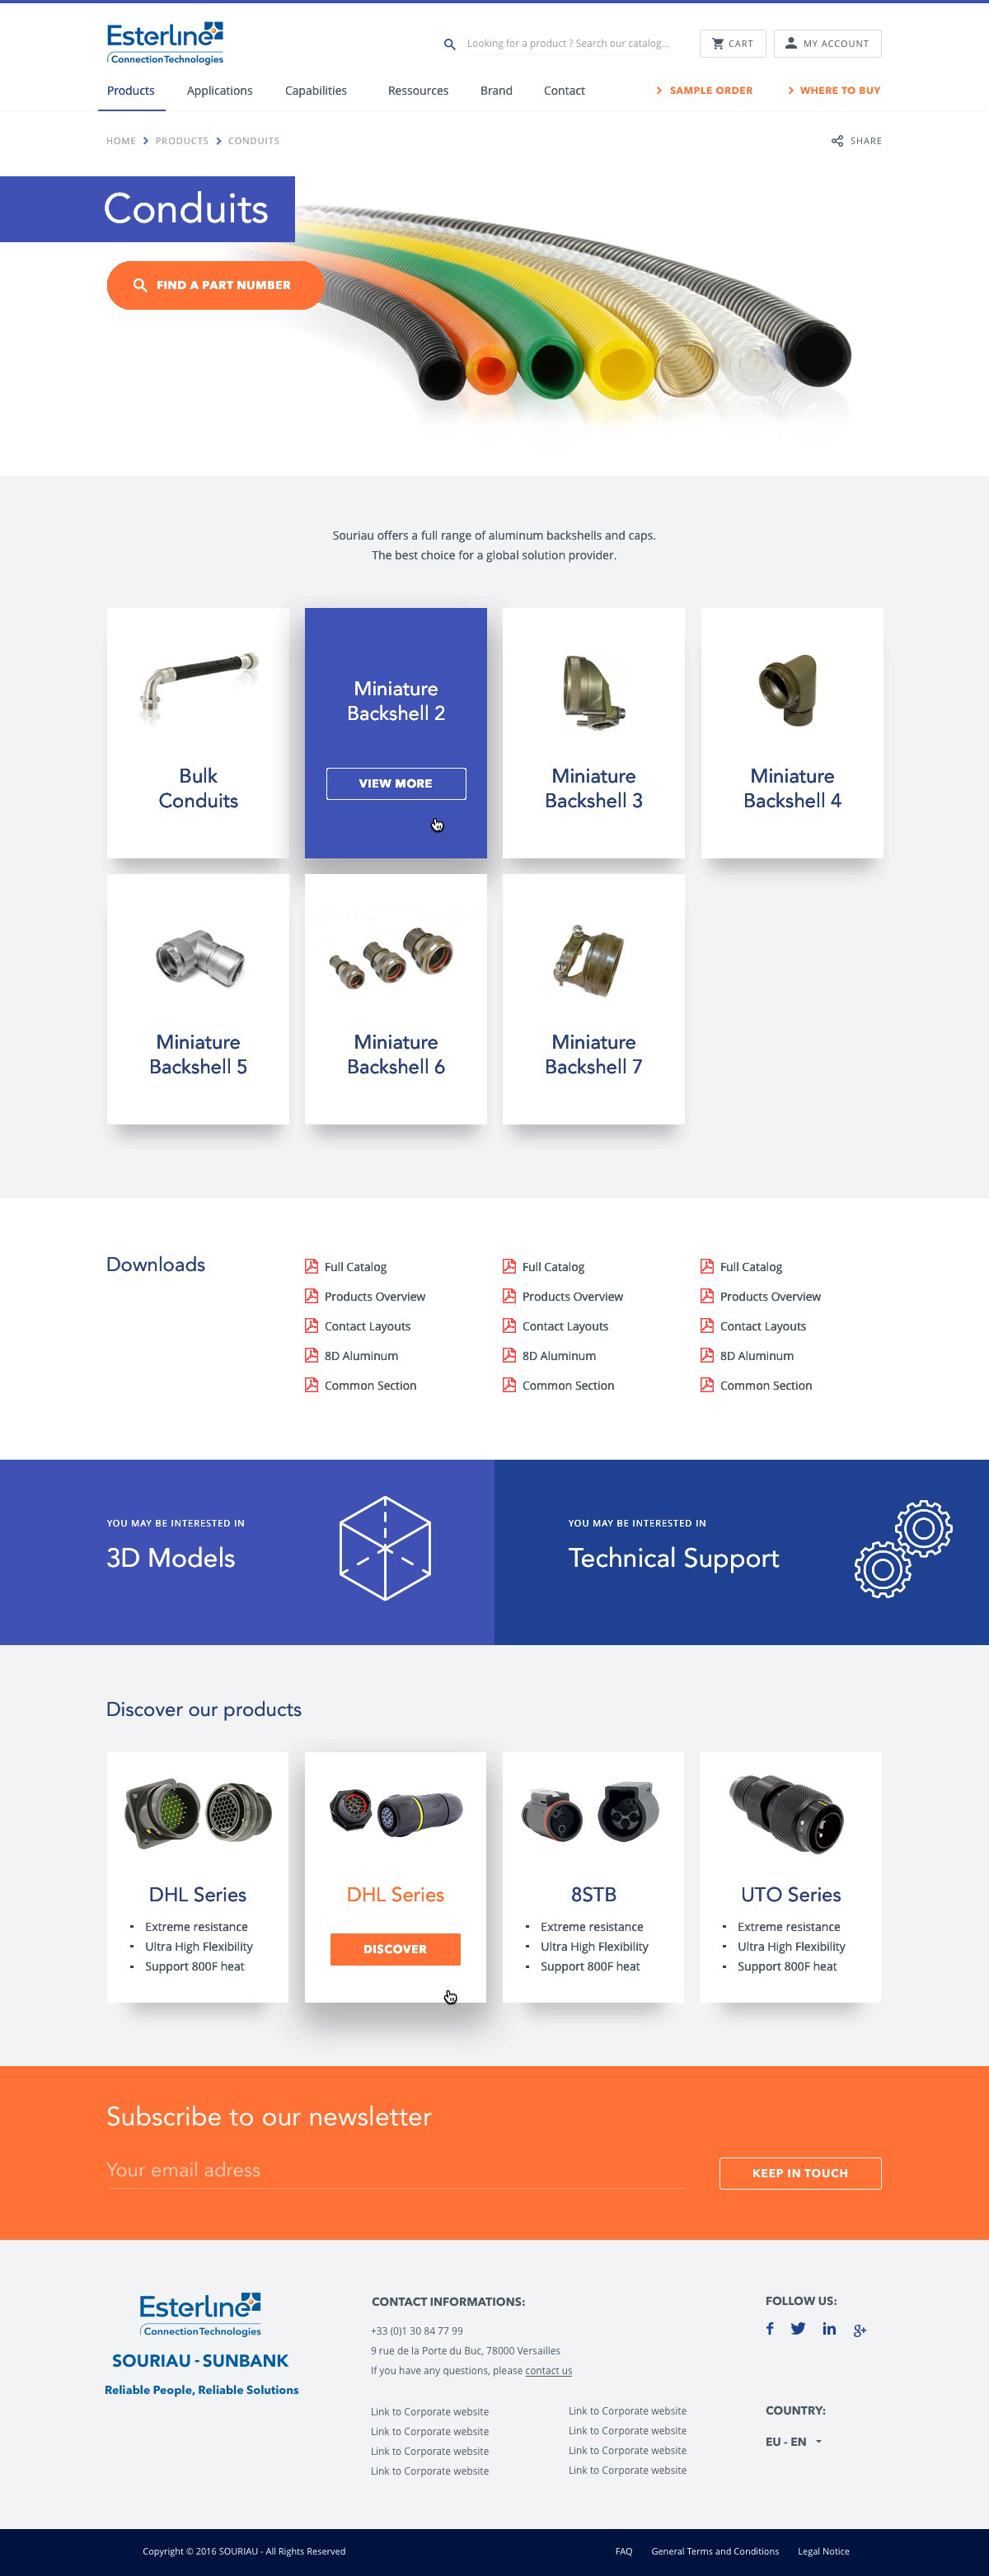 Esterline
Connection Technologies
Looking for a product ? Search our catalog...
CART
MY ACCOUNT
Products
Applications
Capabilities
Ressources
Brand
Contact
SAMPLE ORDER
WHERE TO BUY
HOME
PRODUCTS
CONDUITS
SHARE
Conduits
FIND A PART NUMBER
Souriau offers a full range of aluminum backshells and caps.
The best choice for a global solution provider.
Bulk
Conduits
Miniature
Backshell 2
VIEW MORE
Miniature
Backshell 3
Miniature
Backshell 4
Miniature
Backshell 5
Miniature
Backshell 6
Miniature
Backshell 7
Downloads
Full Catalog
Products Overview
Contact Layouts
8D Aluminum
Common Section
Full Catalog
Products Overview
Contact Layouts
8D Aluminum
Common Section
Full Catalog
Products Overview
Contact Layouts
8D Aluminum
Common Section
YOU MAY BE INTERESTED IN
3D Models
YOU MAY BE INTERESTED IN
Technical Support
Discover our products
DHL Series
Extreme resistance
Ultra High Flexibility
Support 800F heat
DHL Series
DISCOVER
8STB
Extreme resistance
Ultra High Flexibility
Support 800F heat
UTO Series
Extreme resistance
Ultra High Flexibility
Support 800F heat
Subscribe to our newsletter
Your email adress
KEEP IN TOUCH
Esterline
Connection Technologies
SOURIAU - SUNBANK
Reliable People, Reliable Solutions
CONTACT INFORMATIONS:
+33 (0)1 30 84 77 99
9 rue de la Porte du Buc, 78000 Versailles
If you have any questions, please contact us
Link to Corporate website
Link to Corporate website
Link to Corporate website
Link to Corporate website
Link to Corporate website
Link to Corporate website
Link to Corporate website
Link to Corporate website
FOLLOW US:
COUNTRY:
EU - EN
Copyright © 2016 SOURIAU - All Rights Reserved
FAQ
General Terms and Conditions
Legal Notice